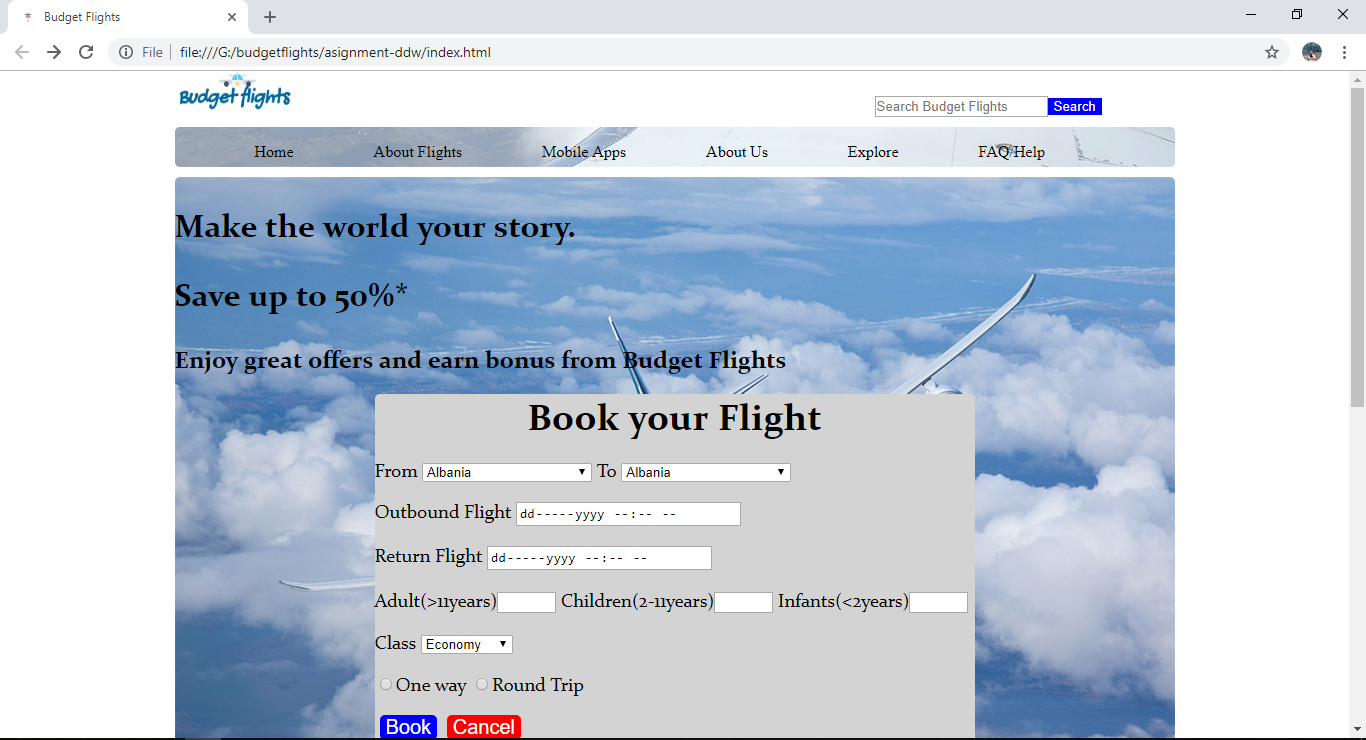 Budget Flights
File file:///G:/budgetflights/asignment-ddw/index.html
Budget flights
Search Budget Flights Search
Home About Flights Mobile Apps About Us Explore FAQ/Help
Make the world your story.
Save up to 50%*
Enjoy great offers and earn bonus from Budget Flights
Book your Flight
From Albania To Albania
Outbound Flight dd-----yyyy --:-- --
Return Flight dd-----yyyy --:-- --
Adult(>11years) Children(2-11years) Infants(<2years)
Class Economy
One way Round Trip
Book Cancel